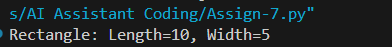 s/AI Assistant Coding/Assign-7.py"
Rectangle: Length=10, Width=5